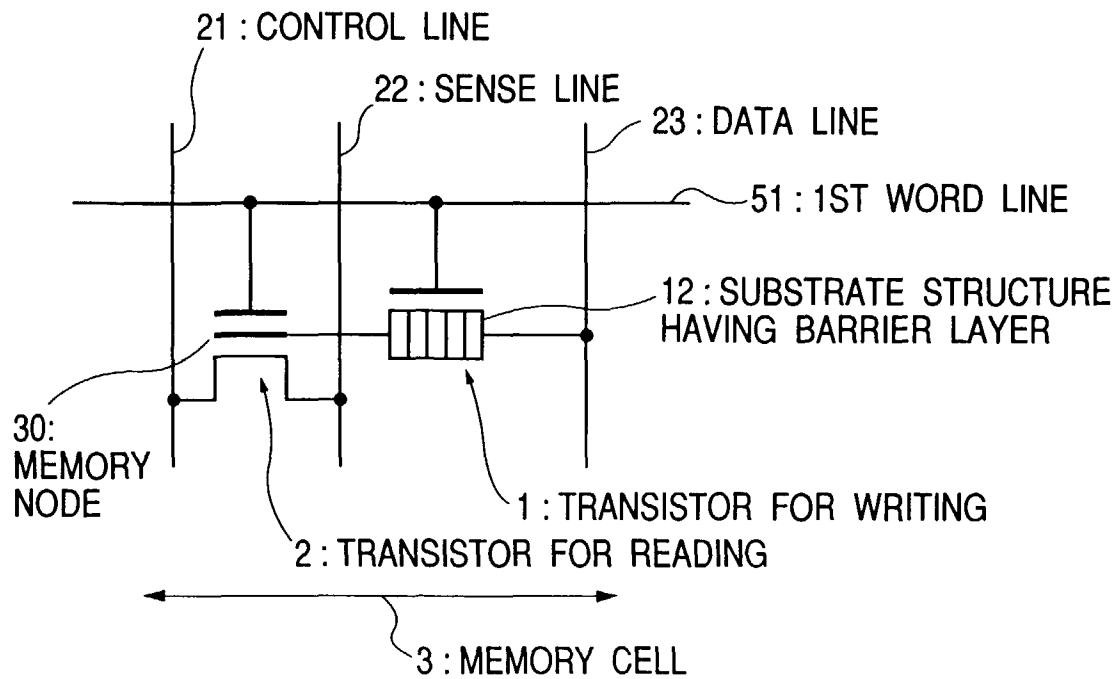 21 : CONTROL LINE
22 : SENSE LINE
23 : DATA LINE
51 : 1ST WORD LINE
12 : SUBSTRATE STRUCTURE
HAVING BARRIER LAYER
30:
MEMORY
NODE
1 : TRANSISTOR FOR WRITING
2 : TRANSISTOR FOR READING
3 : MEMORY CELL